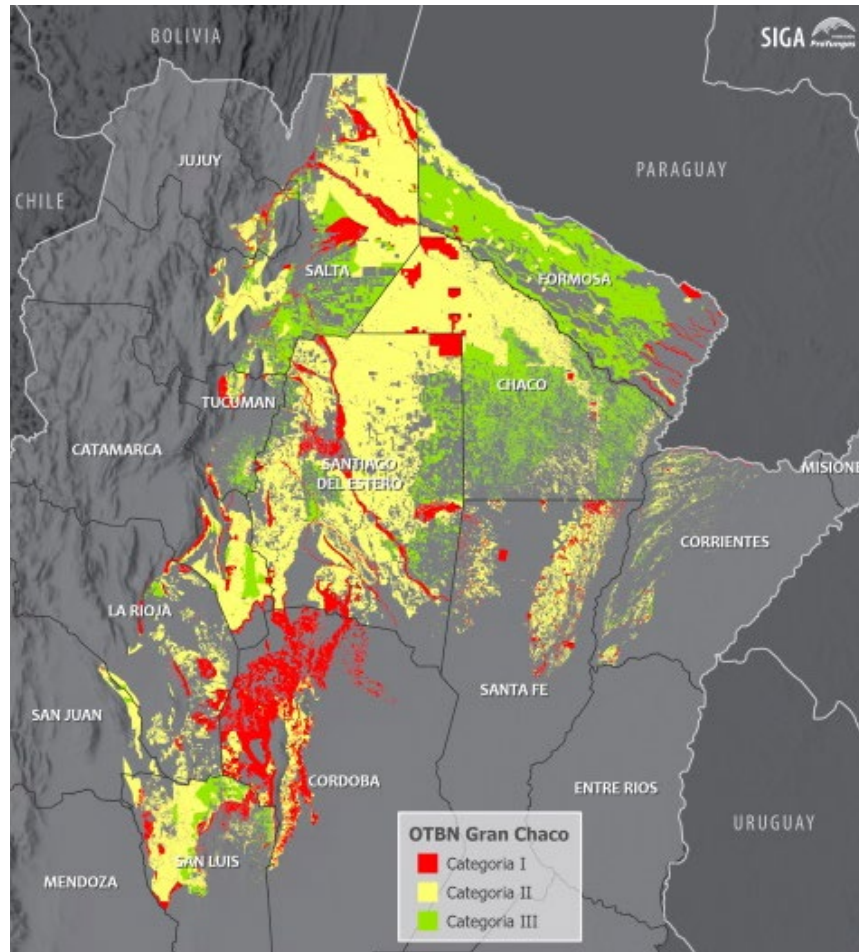 BOLIVIA
SIGA
ProYungas
JUJUY
PARAGUAY
CHILE
SALTA
FORMOSA
CHACO
TUCUMAN
CATAMARCA
SANTIAGO
DEL ESTERO
MISIONE
CORRIENTES
LA RIOJA
SANTA FE
SAN JUAN
CORDOBA
ENTRE RIOS
OTBN Gran Chaco
Categoria I
Categoria II
Categoria III
URUGUAY
SAN LUIS
MENDOZA